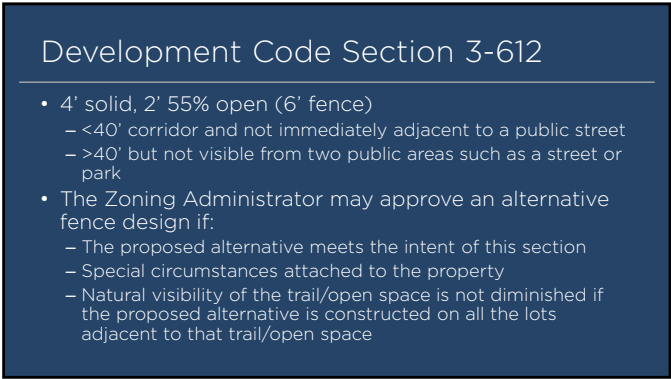 Development Code Section 3-612
• 4’ solid, 2’ 55% open (6’ fence)
– <40’ corridor and not immediately adjacent to a public street
– >40’ but not visible from two public areas such as a street or
park
• The Zoning Administrator may approve an alternative
fence design if:
– The proposed alternative meets the intent of this section
– Special circumstances attached to the property
– Natural visibility of the trail/open space is not diminished if
the proposed alternative is constructed on all the lots
adjacent to that trail/open space